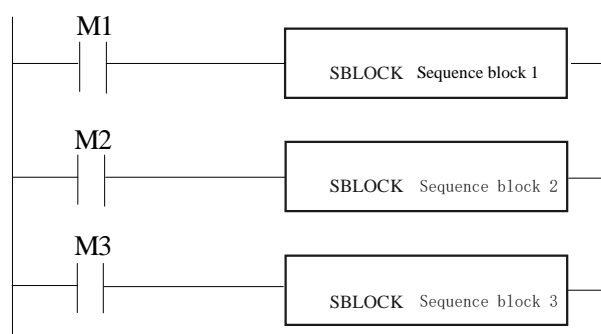 M1
SBLOCK Sequence block 1
M2
SBLOCK Sequence block 2
M3
SBLOCK Sequence block 3